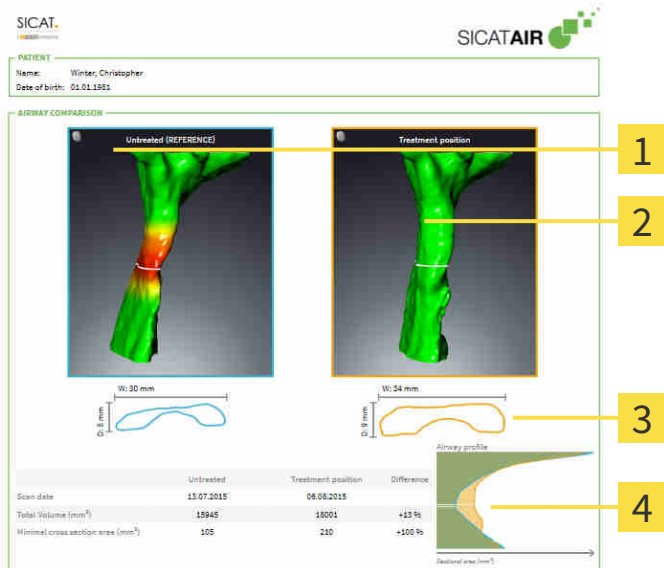 SICAT.
SICATAIR
PATIENT
Name: Winter, Christopher
Date of birth: 01.01.1981
AIRWAY COMPARISON
Untreated (REFERENCE)
Treatment position
1
2
W: 30 mm
W: 34 mm
D: 8 mm
D: 9 mm
3
Airway profile
Untreated Treatment position Difference
Scan date 13.07.2015 06.08.2015
Total Volume (mm³) 15945 18001 +13 %
Minimal cross section area (mm²) 105 210 +100 %
4
Sectional area (mm²)